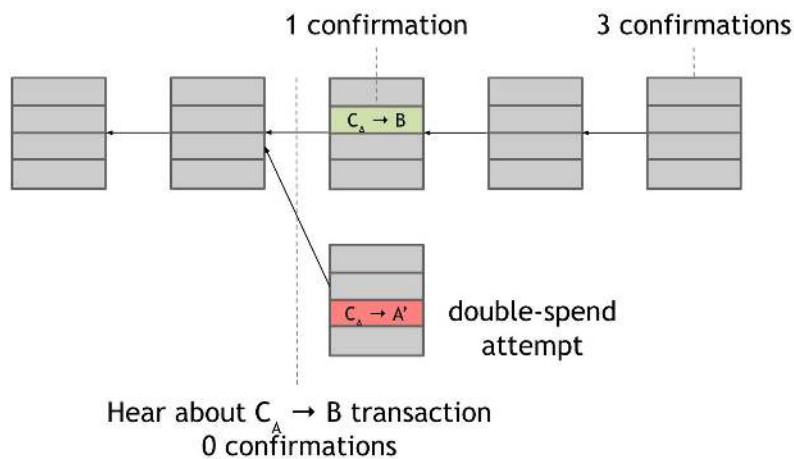 1 confirmation
3 confirmations
C_A → B
C_A → A'
double-spend
attempt
Hear about C_A → B transaction
0 confirmations